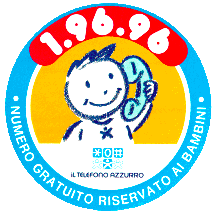 1.96.96
IL TELEFONO AZZURRO
• NUMERO GRATUITO RISERVATO AI BAMBINI •